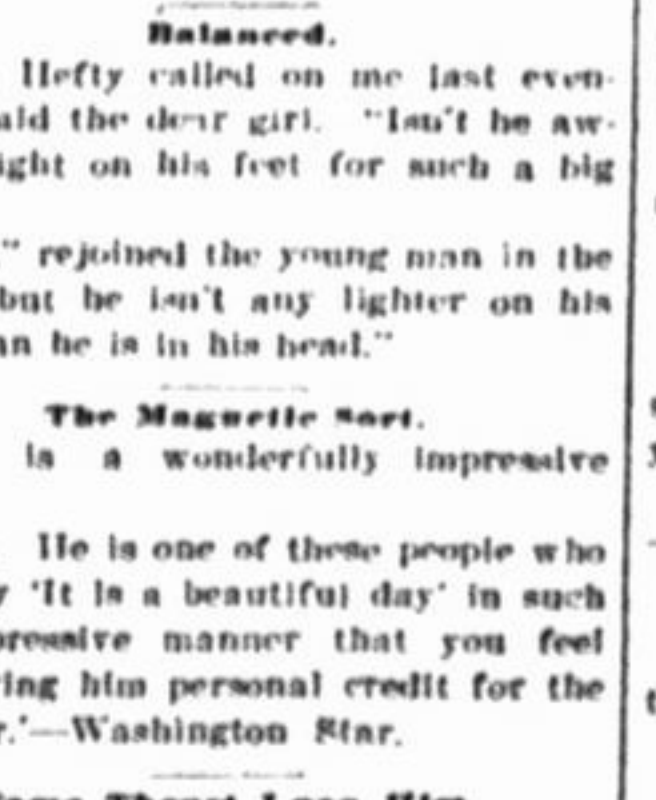 Balanced.
Hefty called on me last even-
said the dear girl. "Isn't he aw-
ight on his feet for such a big
" rejoined the young man in the
but he isn't any lighter on his
an he is in his head."
The Magnetic Sort.
is a wonderfully impressive
He is one of these people who
y 'It is a beautiful day' in such
pressive manner that you feel
ving him personal credit for the
r.'—Washington Star.
Him